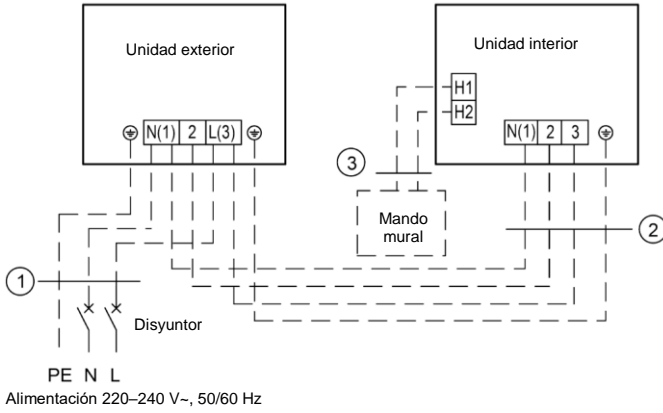 Unidad exterior
N(1) 2 L(3)
Unidad interior
H1
H2
N(1) 2 3
3
Mando
mural
2
1
Disyuntor
PE N L
Alimentación 220–240 V~, 50/60 Hz